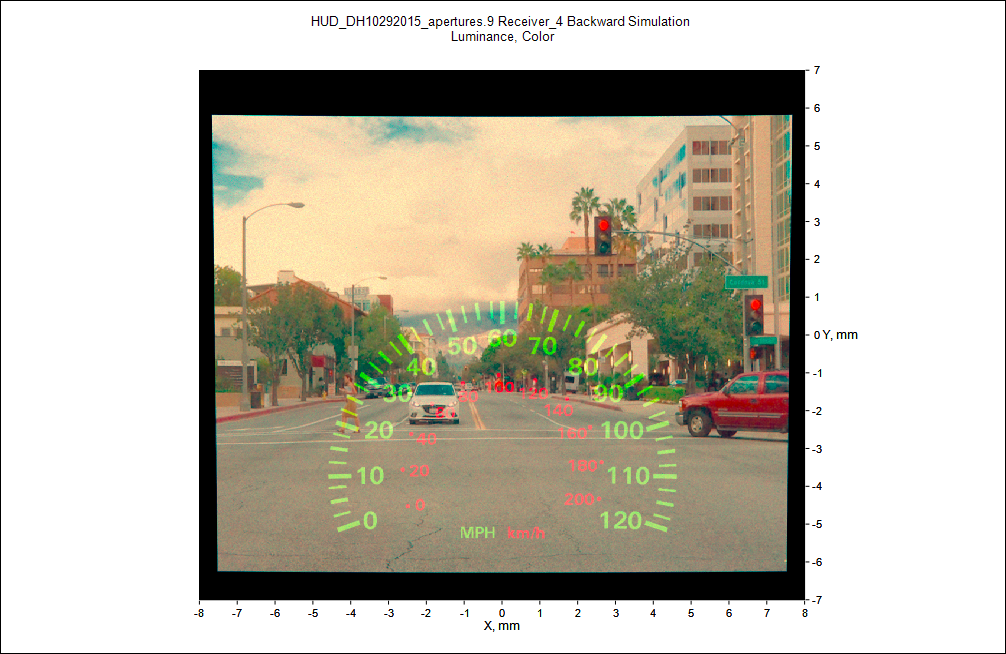 HUD_DH10292015_apertures.9 Receiver_4 Backward Simulation
Luminance, Color
7
6
5
4
3
2
1
0 Y, mm
-1
-2
-3
-4
-5
-6
-7
60
50 70
40 80
30 80 100 120 90
140
20 40 160 100
10 20 180 110
0 0 200 120
MPH km/h
-8 -7 -6 -5 -4 -3 -2 -1 0 1 2 3 4 5 6 7 8
X, mm